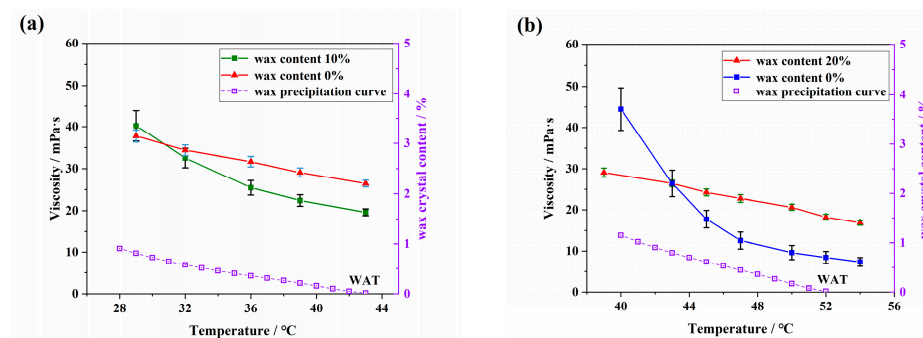 (a)
wax content 10%
wax content 0%
wax precipitation curve
Viscosity / mPa·s
60
50
40
30
20
10
0
wax crystal content / %
5
4
3
2
1
0
WAT
28 32 36 40 44
Temperature / °C
(b)
wax content 20%
wax content 0%
wax precipitation curve
Viscosity / mPa·s
60
50
40
30
20
10
0
wax crystal content / %
5
4
3
2
1
0
WAT
40 44 48 52 56
Temperature / °C